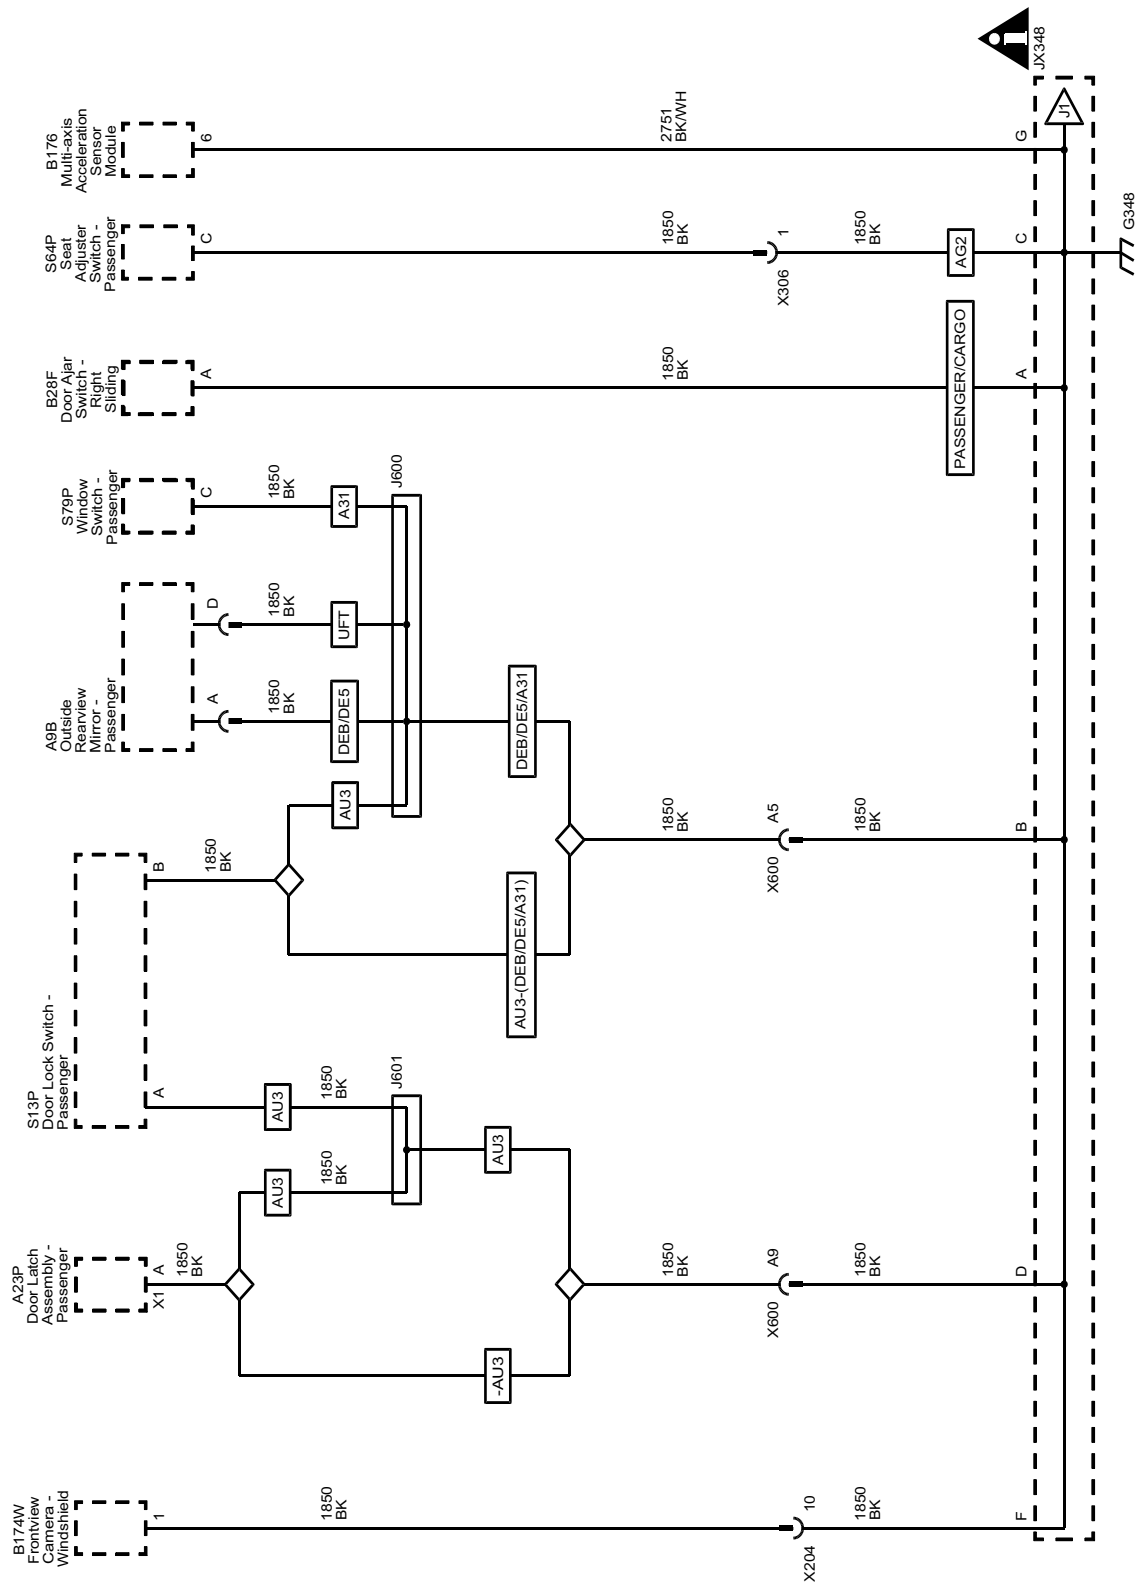 B174W
Frontview
Camera -
Windshield
1
1850
BK
X204
10
1850
BK
F
A23P
Door Latch
Assembly -
Passenger
X1
A
1850
BK
-AU3
AU3
1850
BK
S13P
Door Lock Switch -
Passenger
A
AU3
1850
BK
J601
AU3
1850
BK
X600
A9
1850
BK
D
B
1850
BK
AU3-(DEB/DE5/A31)
AU3
A9B
Outside
Rearview
Mirror -
Passenger
A
1850
BK
DEB/DE5
D
1850
BK
UFT
S79P
Window
Switch -
Passenger
C
1850
BK
A31
J600
DEB/DE5/A31
1850
BK
X600
A5
1850
BK
B
B28F
Door Ajar
Switch -
Right
Sliding
A
1850
BK
PASSENGER/CARGO
A
S64P
Seat
Adjuster
Switch -
Passenger
C
1850
BK
X306
1
1850
BK
AG2
C
G348
B176
Multi-axis
Acceleration
Sensor
Module
6
2751
BK/WH
G
J1
JX348